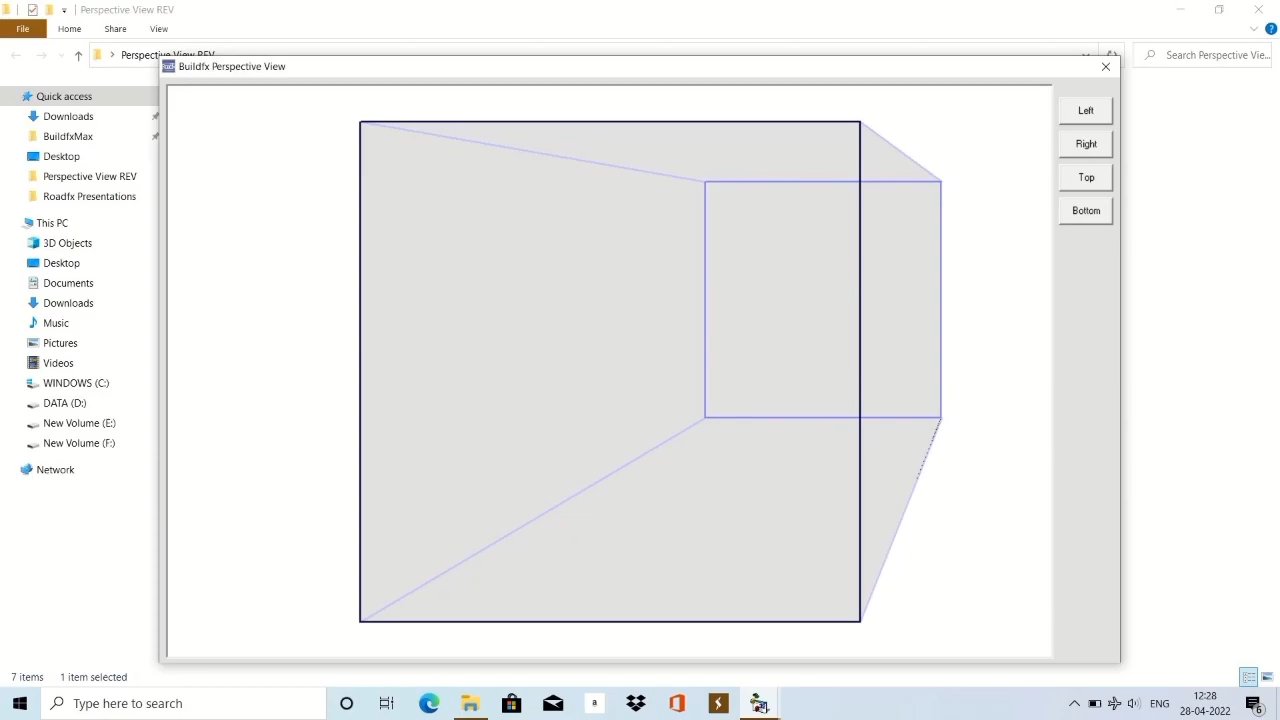 Perspective View REV
File
Home
Share
View
Search Perspective Vie...
Buildfx Perspective View
Left
Right
Top
Bottom
Quick access
Downloads
BuildfxMax
Desktop
Perspective View REV
Roadfx Presentations
This PC
3D Objects
Desktop
Documents
Downloads
Music
Pictures
Videos
WINDOWS (C:)
DATA (D:)
New Volume (E:)
New Volume (F:)
Network
7 items
1 item selected
Type here to search
a
ENG
12:28
28-04-2022
6